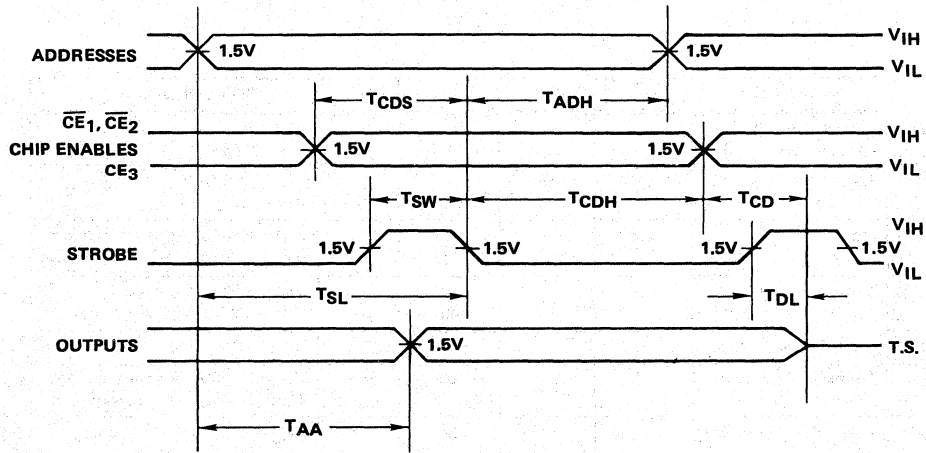 ADDRESSES 1.5V 1.5V VIH
VIL
TCDS TADH
CE1, CE2
CHIP ENABLES
CE3
1.5V 1.5V VIH
VIL
TSW TCDH TCD
STROBE 1.5V 1.5V 1.5V 1.5V VIH
VIL
TSL TDL
OUTPUTS 1.5V T.S.
TAA